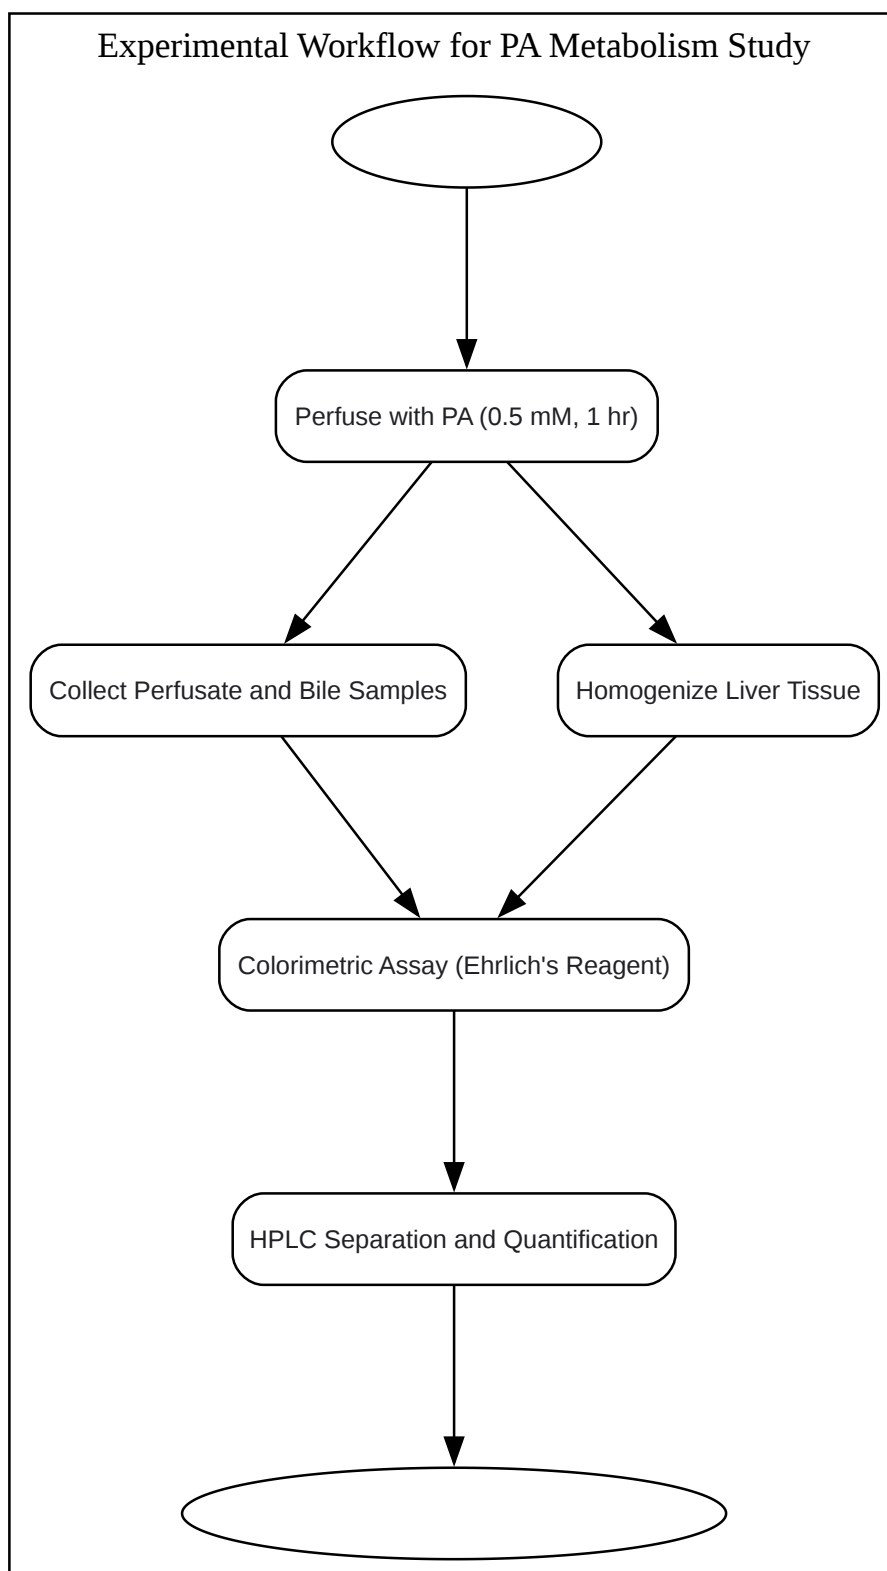 Experimental Workflow for PA Metabolism Study
Perfuse with PA (0.5 mM, 1 hr)
Collect Perfusate and Bile Samples
Homogenize Liver Tissue
Colorimetric Assay (Ehrlich's Reagent)
HPLC Separation and Quantification